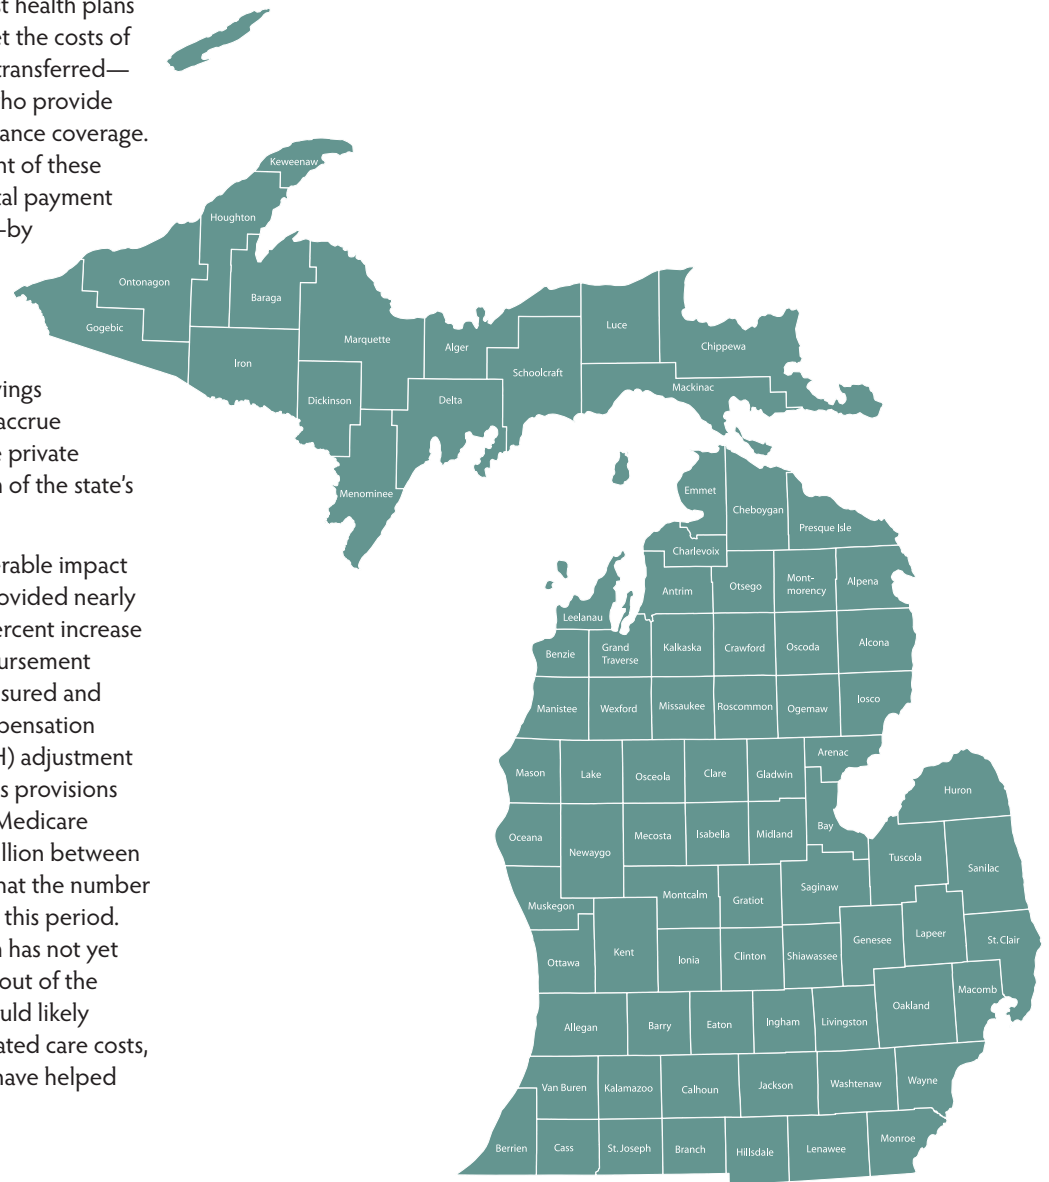 st health plans
et the costs of
transferred—
ho provide
ance coverage.
nt of these
tal payment
-by
ings
accrue
e private
n of the state's
erable impact
ovided nearly
ercent increase
ursement
sured and
pensation
H) adjustment
s provisions
Medicare
llion between
hat the number
this period.
n has not yet
out of the
uld likely
ated care costs,
have helped
Keweenaw
Houghton
Ontonagon
Baraga
Gogebic
Marquette
Iron
Alger
Luce
Chippewa
Schoolcraft
Mackinac
Dickinson
Delta
Menominee
Emmet
Cheboygan
Presque Isle
Charlevoix
Antrim
Otsego
Mont-
morency
Alpena
Leelanau
Benzie
Grand
Traverse
Kalkaska
Crawford
Oscoda
Alcona
Manistee
Wexford
Missaukee
Roscommon
Ogemaw
Josco
Arenac
Mason
Lake
Osceola
Clare
Gladwin
Huron
Oceana
Newaygo
Mecosta
Isabella
Midland
Bay
Tuscola
Sanilac
Muskegon
Montcalm
Gratiot
Saginaw
Ottawa
Kent
Ionia
Clinton
Shiawassee
Genesee
Lapeer
St. Clair
Allegan
Barry
Eaton
Ingham
Livingston
Oakland
Macomb
Van Buren
Kalamazoo
Calhoun
Jackson
Washtenaw
Wayne
Berrien
Cass
St. Joseph
Branch
Hillsdale
Lenawee
Monroe